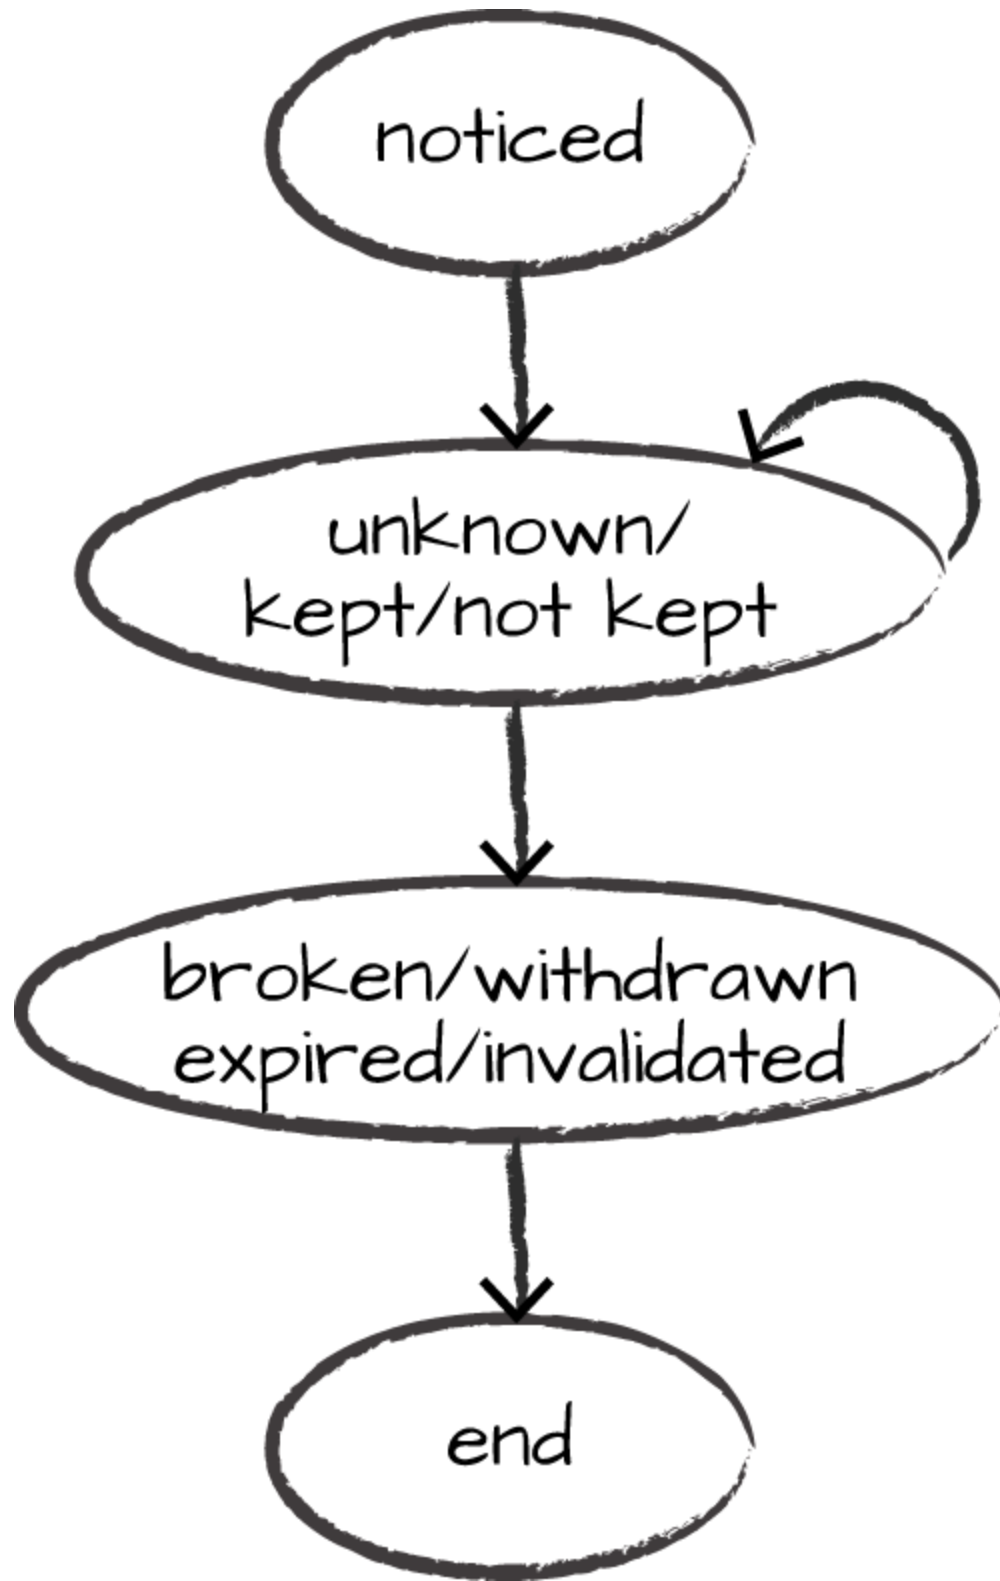 noticed
unknown/
kept/not kept
broken/withdrawn
expired/invalidated
end